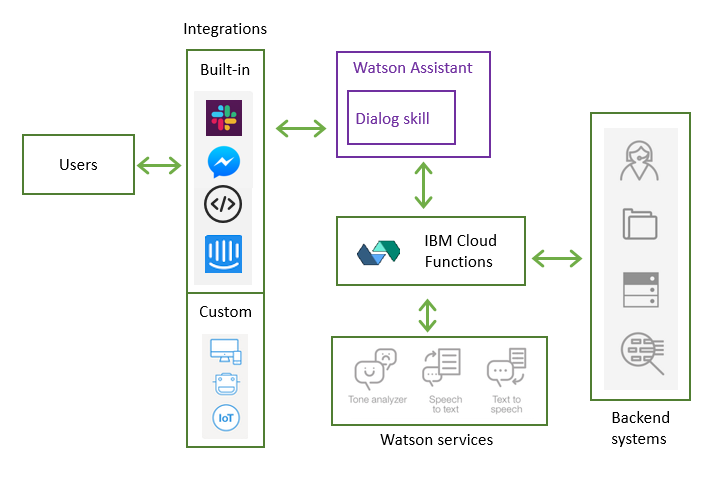 Integrations
Built-in
Users
Custom
IoT
Watson Assistant
Dialog skill
IBM Cloud
Functions
Tone analyzer
Speech
to text
Text to
speech
Watson services
Backend
systems